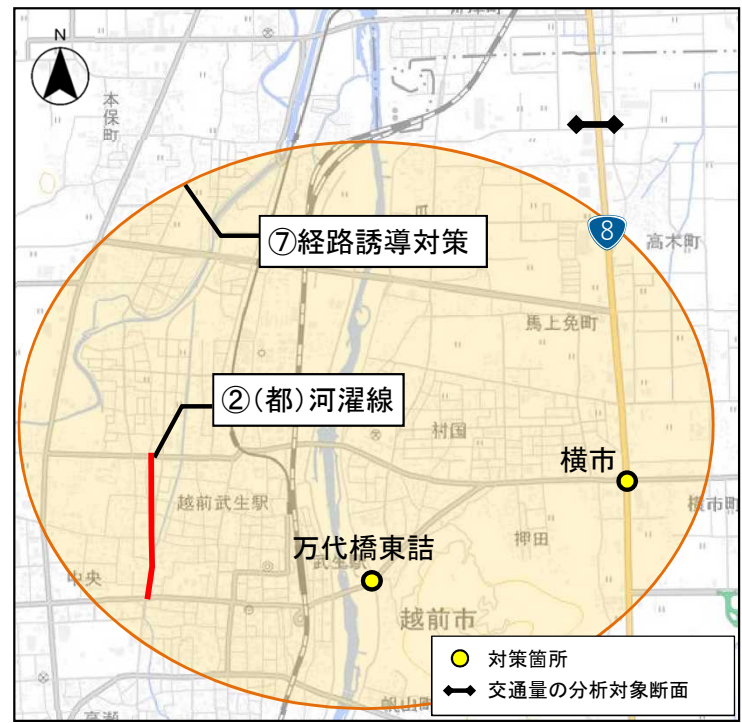 N
本保町
⑦経路誘導対策
8
高木町
馬上免町
②(都)河濯線
村国
横市
越前武生駅
横市町
押田
万代橋東詰
武生駅
中央
越前市
対策箇所
交通量の分析対象断面
高瀬